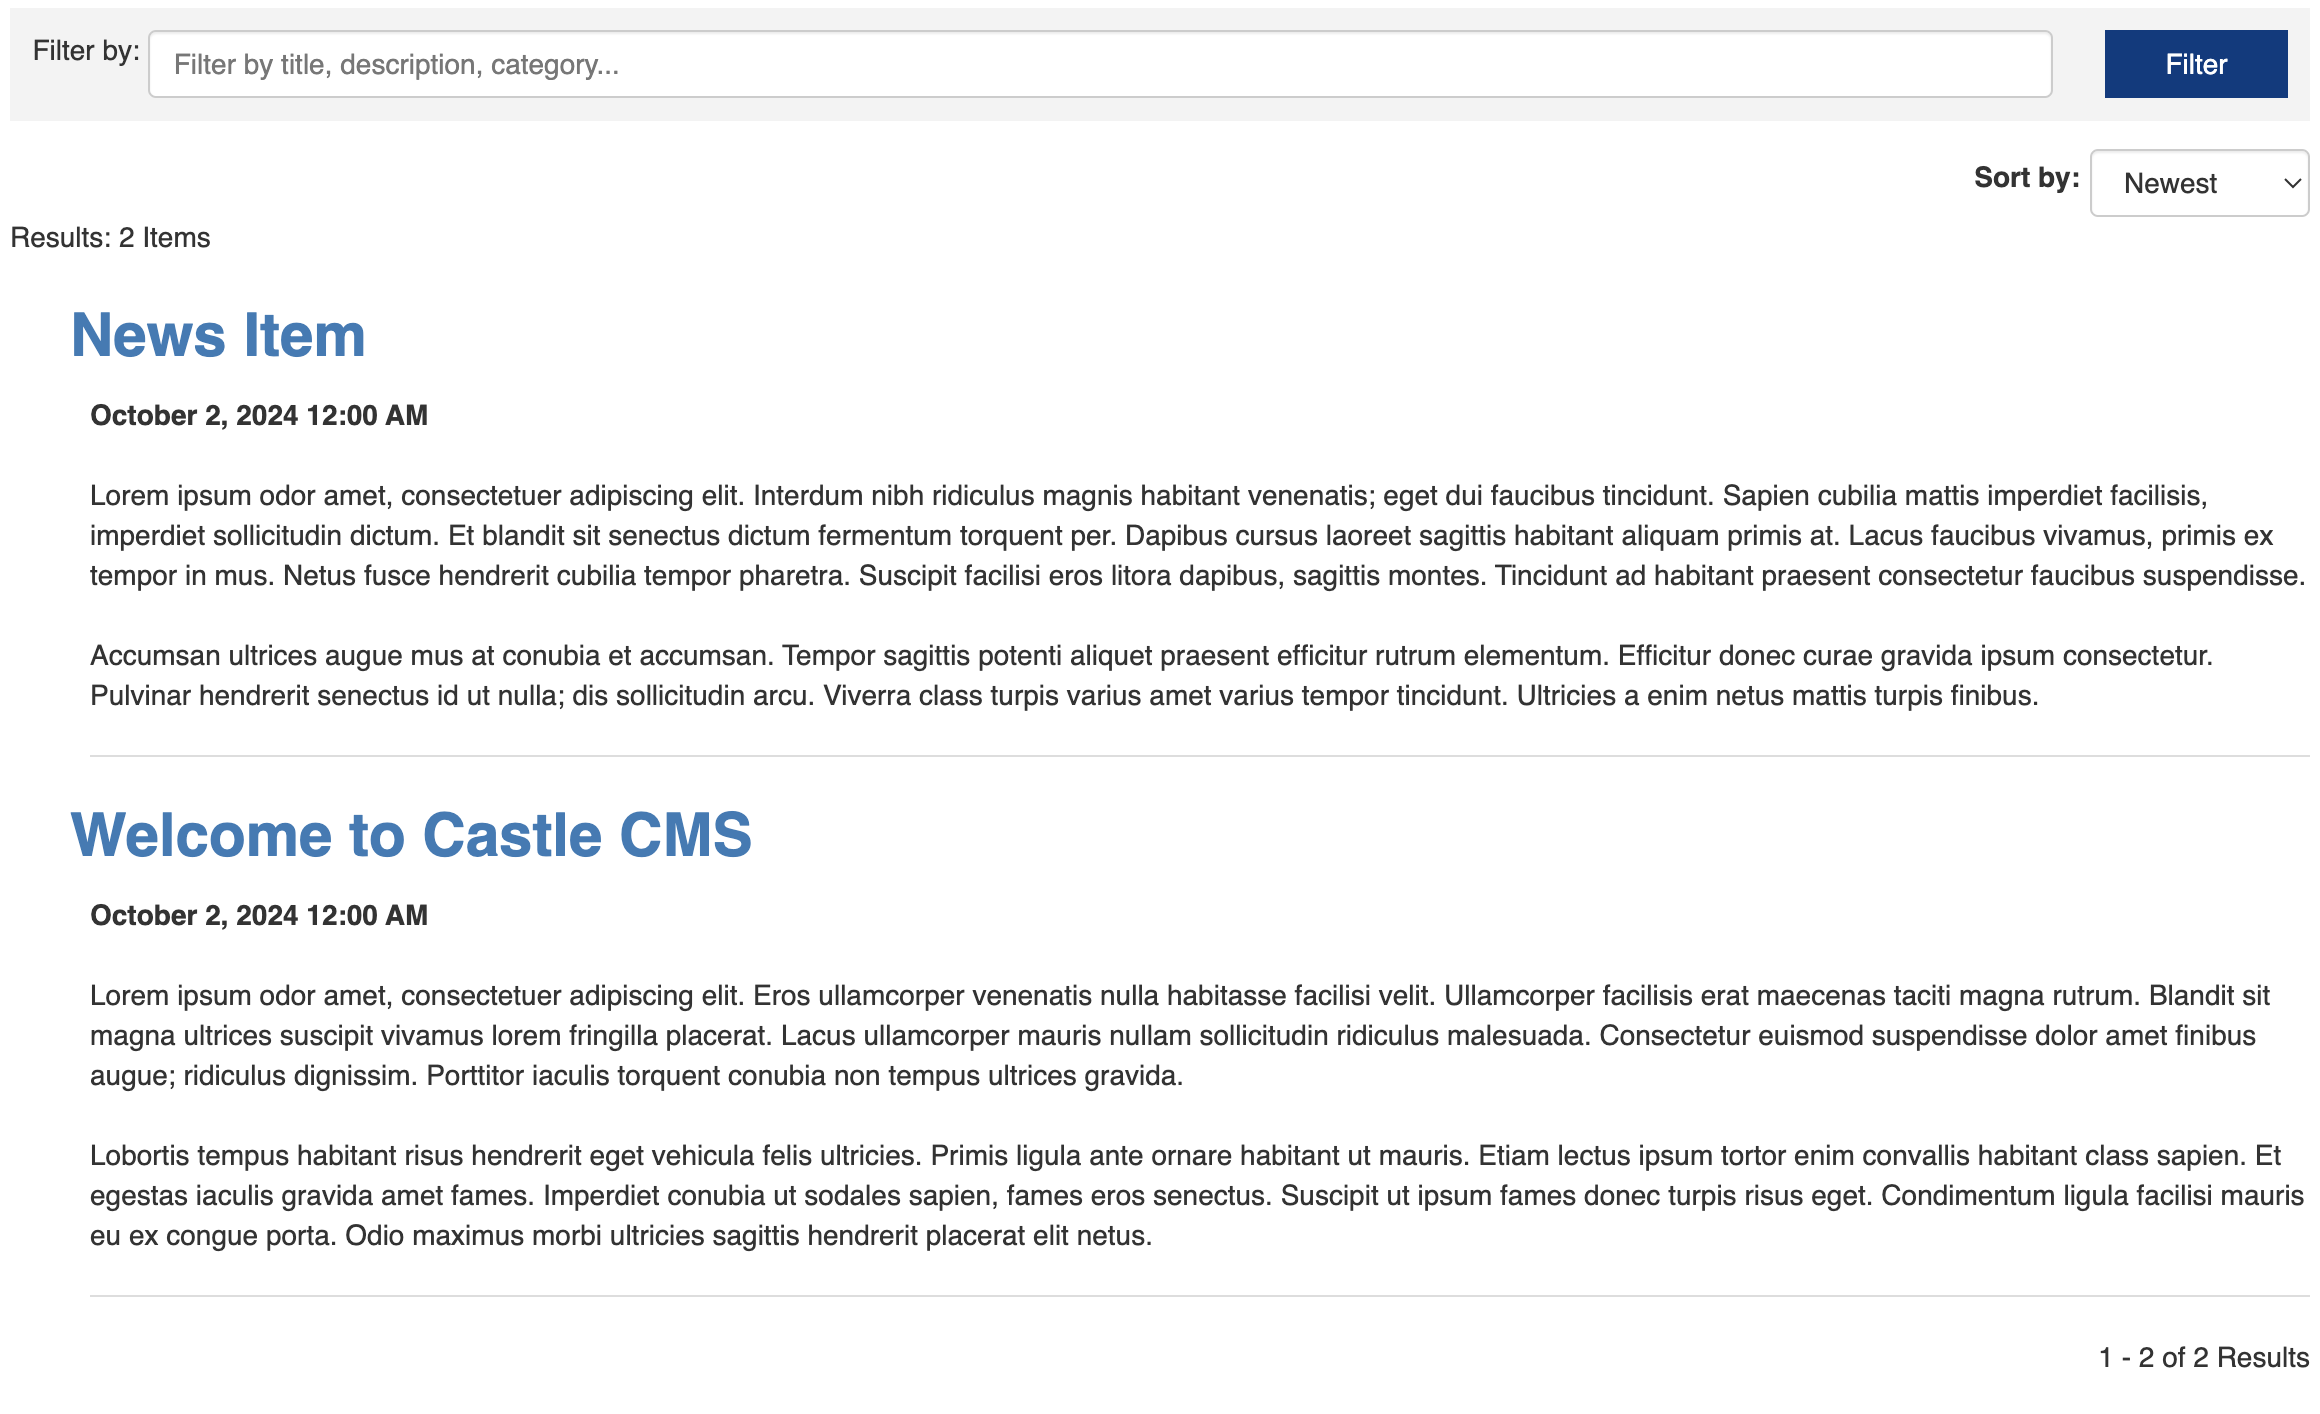 Filter by: Filter by title, description, category... Filter
Sort by: Newest
Results: 2 Items
News Item
October 2, 2024 12:00 AM
Lorem ipsum odor amet, consectetuer adipiscing elit. Interdum nibh ridiculus magnis habitant venenatis; eget dui faucibus tincidunt. Sapien cubilia mattis imperdiet facilisis,
imperdiet sollicitudin dictum. Et blandit sit senectus dictum fermentum torquent per. Dapibus cursus laoreet sagittis habitant aliquam primis at. Lacus faucibus vivamus, primis ex
tempor in mus. Netus fusce hendrerit cubilia tempor pharetra. Suscipit facilisi eros litora dapibus, sagittis montes. Tincidunt ad habitant praesent consectetur faucibus suspendisse.
Accumsan ultrices augue mus at conubia et accumsan. Tempor sagittis potenti aliquet praesent efficitur rutrum elementum. Efficitur donec curae gravida ipsum consectetur.
Pulvinar hendrerit senectus id ut nulla; dis sollicitudin arcu. Viverra class turpis varius amet varius tempor tincidunt. Ultricies a enim netus mattis turpis finibus.
Welcome to Castle CMS
October 2, 2024 12:00 AM
Lorem ipsum odor amet, consectetuer adipiscing elit. Eros ullamcorper venenatis nulla habitasse facilisi velit. Ullamcorper facilisis erat maecenas taciti magna rutrum. Blandit sit
magna ultrices suscipit vivamus lorem fringilla placerat. Lacus ullamcorper mauris nullam sollicitudin ridiculus malesuada. Consectetur euismod suspendisse dolor amet finibus
augue; ridiculus dignissim. Porttitor iaculis torquent conubia non tempus ultrices gravida.
Lobortis tempus habitant risus hendrerit eget vehicula felis ultricies. Primis ligula ante ornare habitant ut mauris. Etiam lectus ipsum tortor enim convallis habitant class sapien. Et
egestas iaculis gravida amet fames. Imperdiet conubia ut sodales sapien, fames eros senectus. Suscipit ut ipsum fames donec turpis risus eget. Condimentum ligula facilisi mauris
eu ex congue porta. Odio maximus morbi ultricies sagittis hendrerit placerat elit netus.
1 - 2 of 2 Results